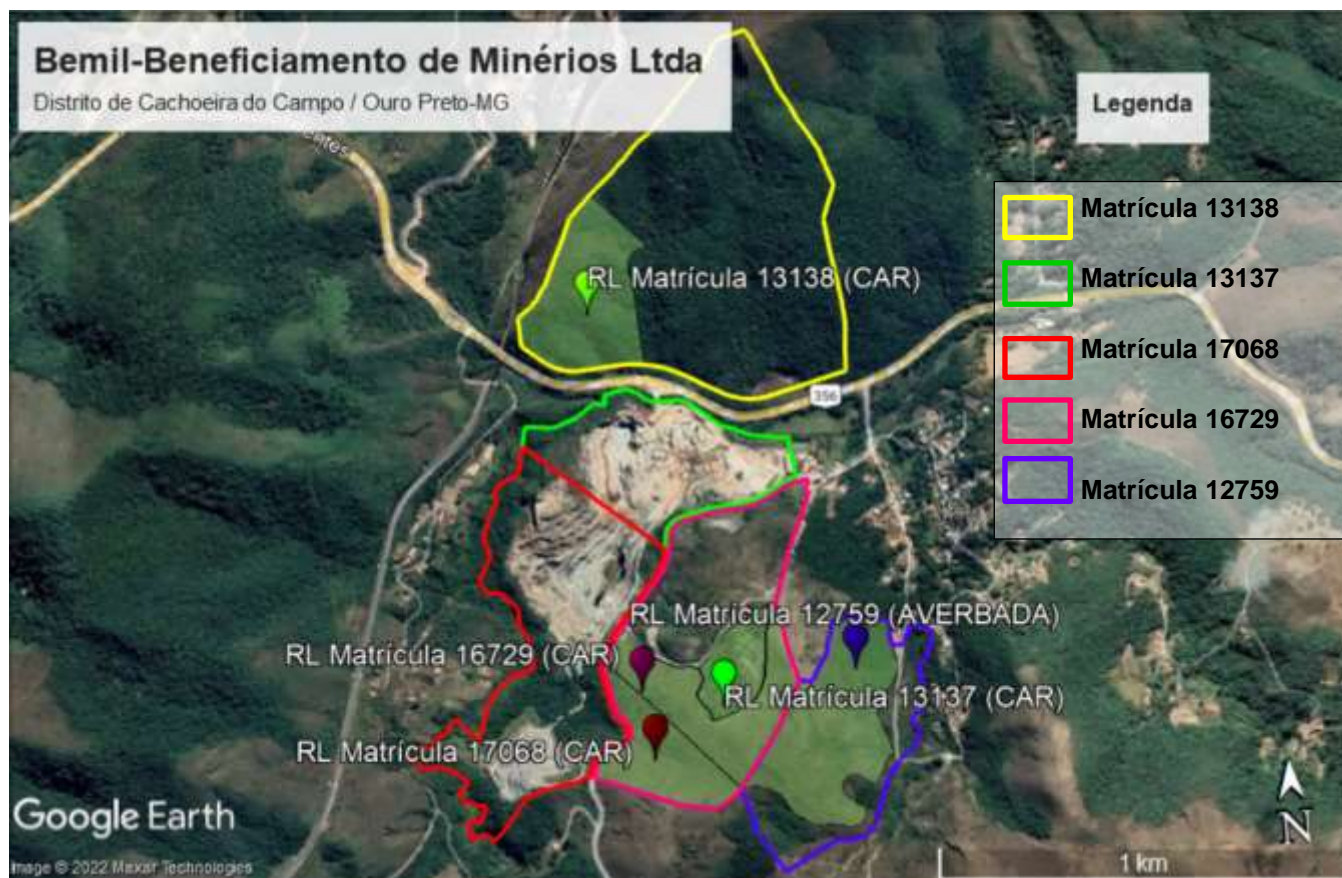 Bemil-Beneficiamento de Minérios Ltda
Distrito de Cachoeira do Campo / Ouro Preto-MG
Legenda
Matrícula 13138
Matrícula 13137
Matrícula 17068
Matrícula 16729
Matrícula 12759
RL Matrícula 13138 (CAR)
356
RL Matrícula 12759 (AVERBADA)
RL Matrícula 16729 (CAR)
RL Matrícula 13137 (CAR)
RL Matrícula 17068 (CAR)
Google Earth
Image © 2022 Maxar Technologies
1 km
N